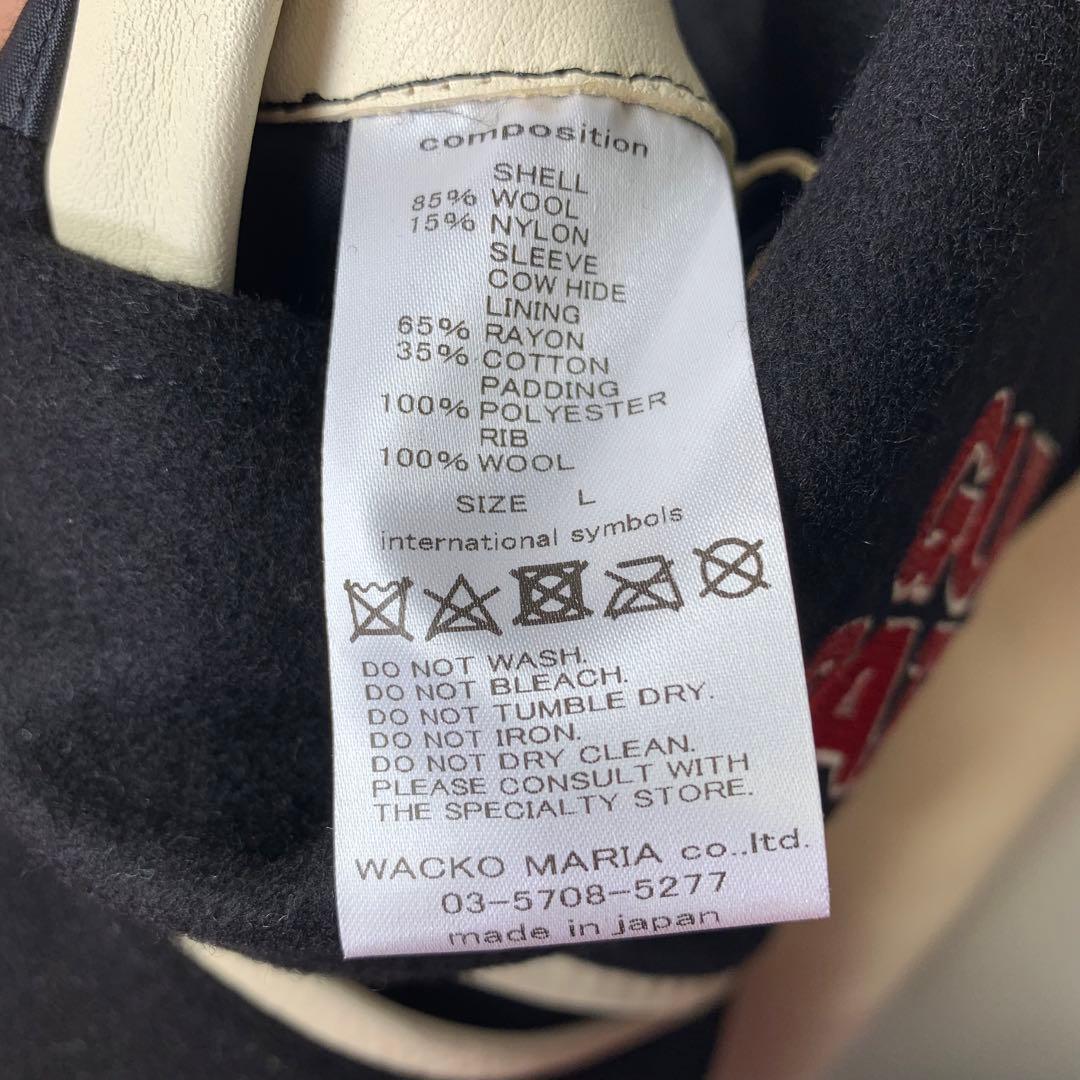 composition
SHELL
85% WOOL
15% NYLON
SLEEVE
COW HIDE
LINING
65% RAYON
35% COTTON
PADDING
100% POLYESTER
RIB
100% WOOL
SIZE L
international symbols
DO NOT WASH.
DO NOT BLEACH.
DO NOT TUMBLE DRY.
DO NOT IRON.
DO NOT DRY CLEAN.
PLEASE CONSULT WITH
THE SPECIALTY STORE.
WACKO MARIA co.,ltd.
03-5708-5277
made in japan